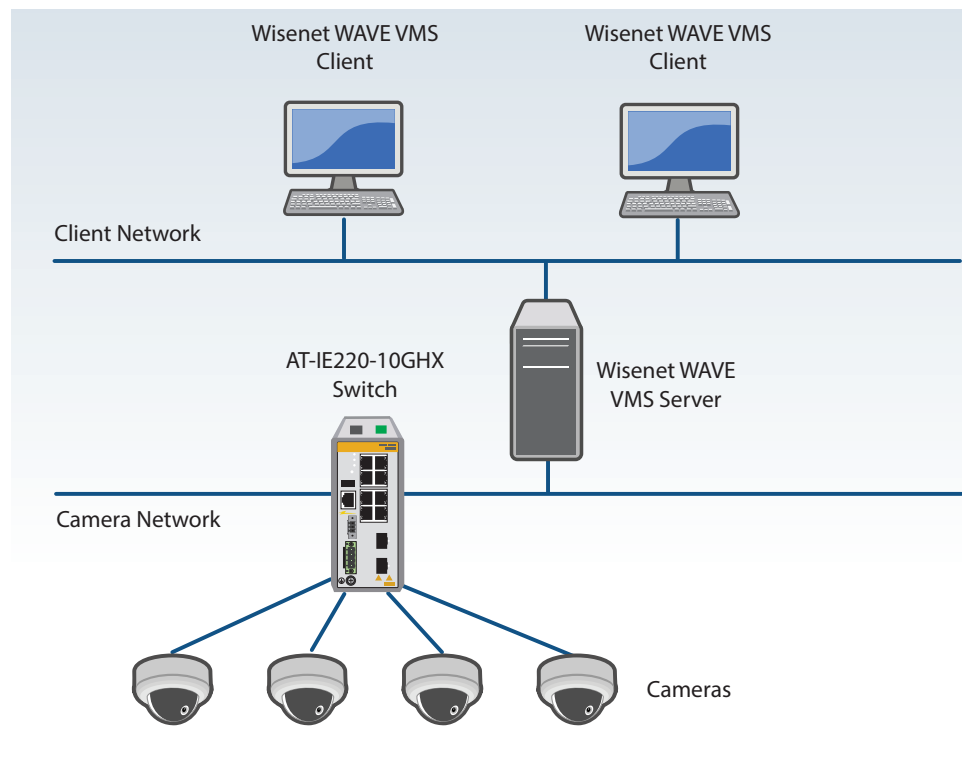 Wisenet WAVE VMS
Client
Wisenet WAVE VMS
Client
Client Network
AT-IE220-10GHX
Switch
Wisenet WAVE
VMS Server
Camera Network
Cameras